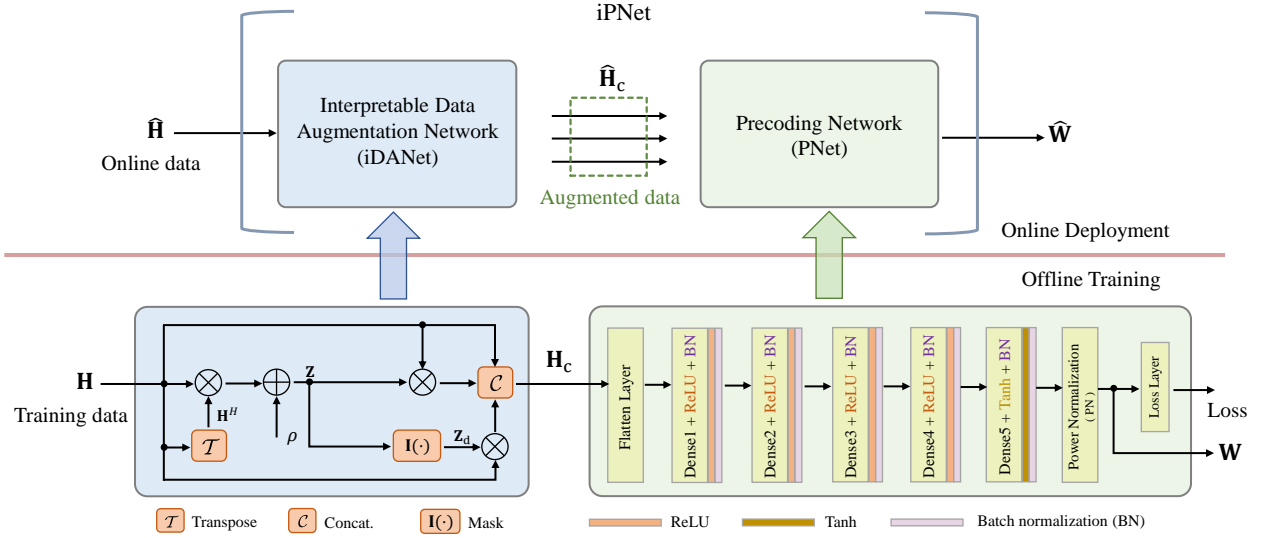 iPNet
Ĥ
Online data
Interpretable Data
Augmentation Network
(iDANet)
Ĥc
Augmented data
Precoding Network
(PNet)
Ŵ
Online Deployment
Offline Training
H
Training data
H^H
𝒯
ρ
z
I(·)
z_d
𝒞
H_c
Flatten Layer
Dense1 + ReLU + BN
Dense2 + ReLU + BN
Dense3 + ReLU + BN
Dense4 + ReLU + BN
Dense5 + Tanh + BN
Power Normalization
( PN )
Loss Layer
Loss
W
𝒯 Transpose
𝒞 Concat.
I(·) Mask
ReLU
Tanh
Batch normalization (BN)